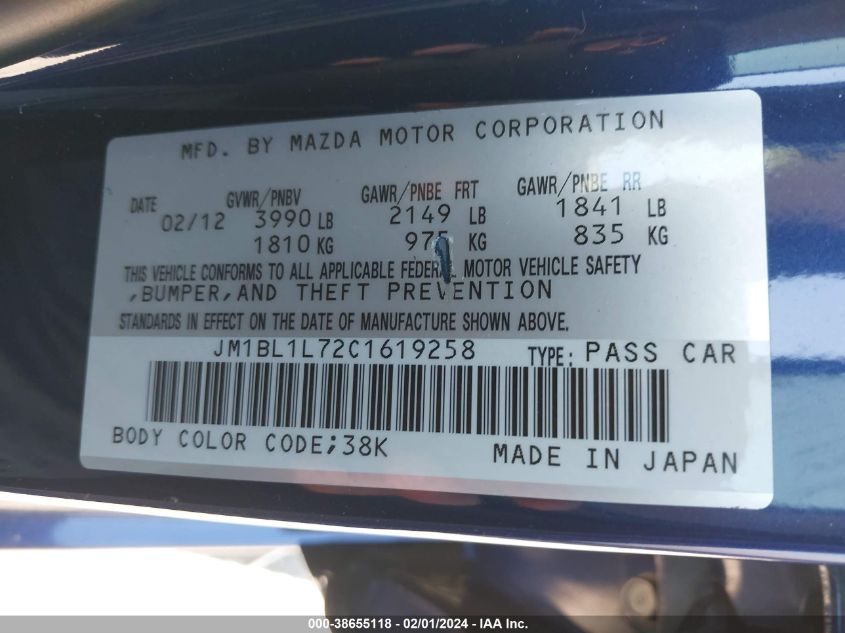 MFD. BY MAZDA MOTOR CORPORATION
DATE GVWR/PNBV GAWR/PNBE FRT GAWR/PNBE RR
02/12 3990 LB 2149 LB 1841 LB
1810 KG 975 KG 835 KG
THIS VEHICLE CONFORMS TO ALL APPLICABLE FEDERAL MOTOR VEHICLE SAFETY
,BUMPER,AND THEFT PREVENTION
STANDARDS IN EFFECT ON THE DATE OF MANUFACTURE SHOWN ABOVE.
JM1BL1L72C1619258 TYPE: PASS CAR
BODY COLOR CODE;38K MADE IN JAPAN
000-38655118 - 02/01/2024 - IAA Inc.